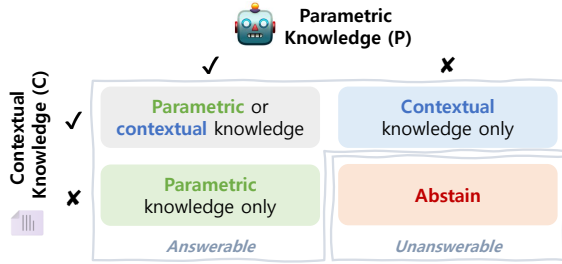 Parametric
Knowledge (P)
✓ ✘
Contextual
Knowledge (C)
✓
Parametric or
contextual knowledge
Contextual
knowledge only
✘
Parametric
knowledge only
Abstain
Answerable
Unanswerable